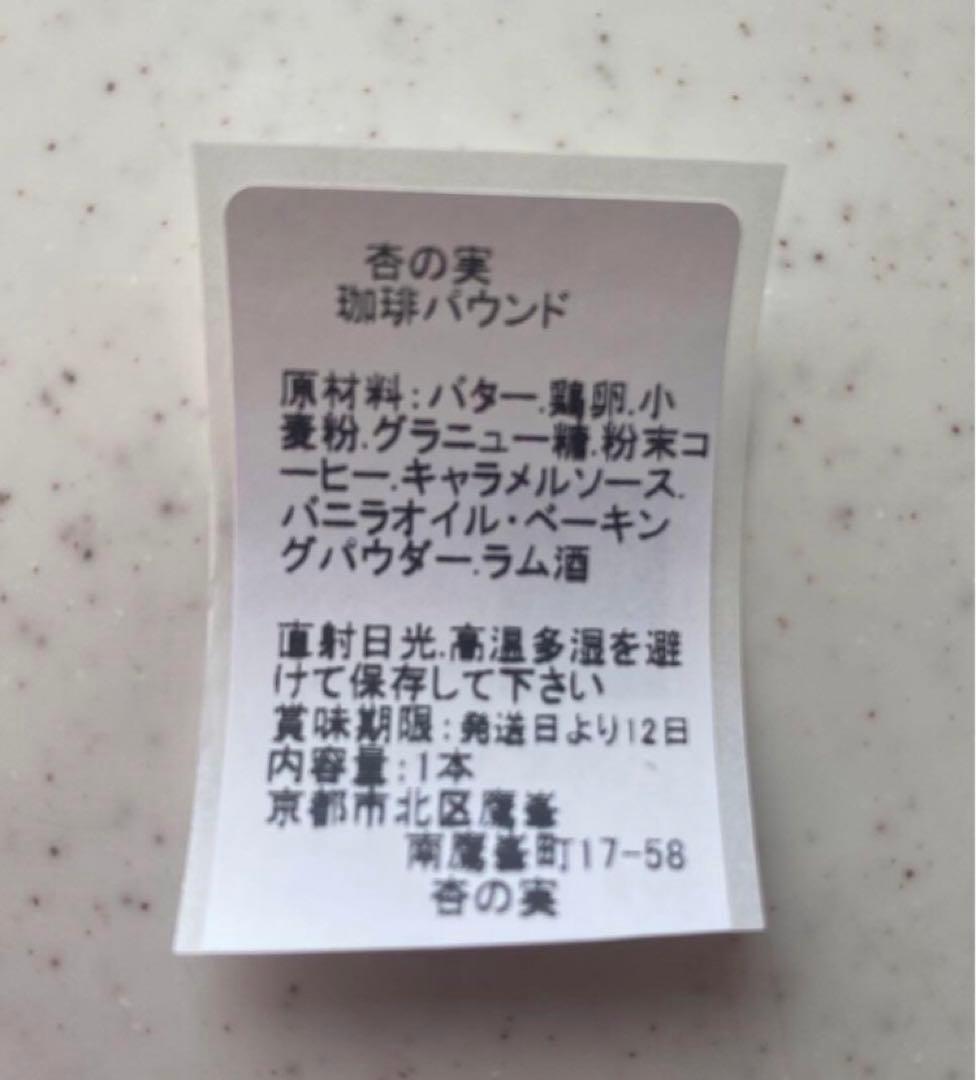 杏の実
珈琲パウンド
原材料:バター.鶏卵.小
麦粉.グラニュー糖.粉末コ
ーヒー.キャラメルソース.
バニラオイル・ベーキン
グパウダー.ラム酒
直射日光.高温多湿を避
けて保存して下さい
賞味期限:発送日より12日
内容量:1本
京都市北区鷹峯
南鷹峯町17-58
杏の実